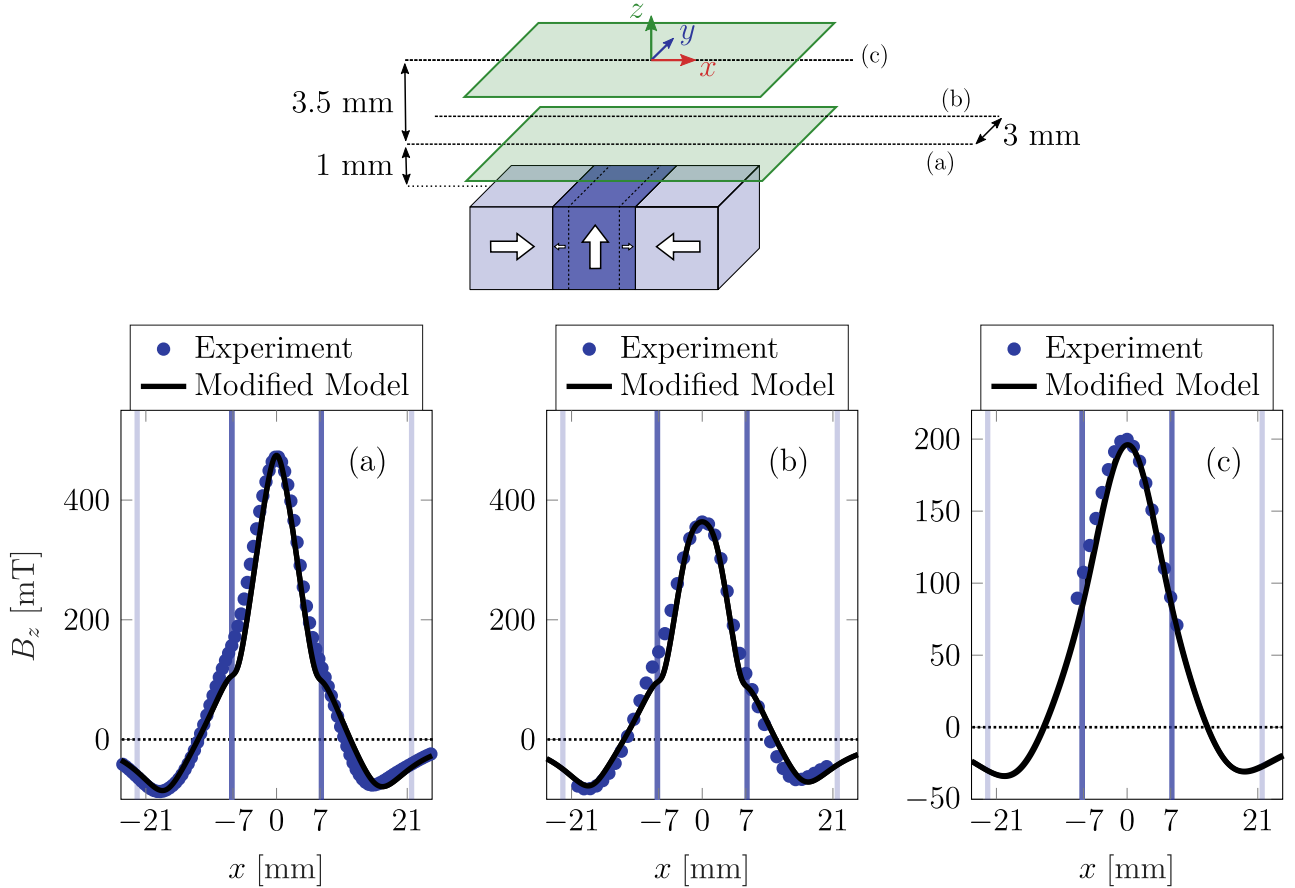 z
y
x
(c)
3.5 mm
(b)
3 mm
1 mm
(a)
Experiment
Modified Model
(a)
400
200
0
−21 −7 0 7 21
x [mm]
B_z [mT]
Experiment
Modified Model
(b)
400
200
0
−21 −7 0 7 21
x [mm]
Experiment
Modified Model
(c)
200
150
100
50
0
−50
−21 −7 0 7 21
x [mm]